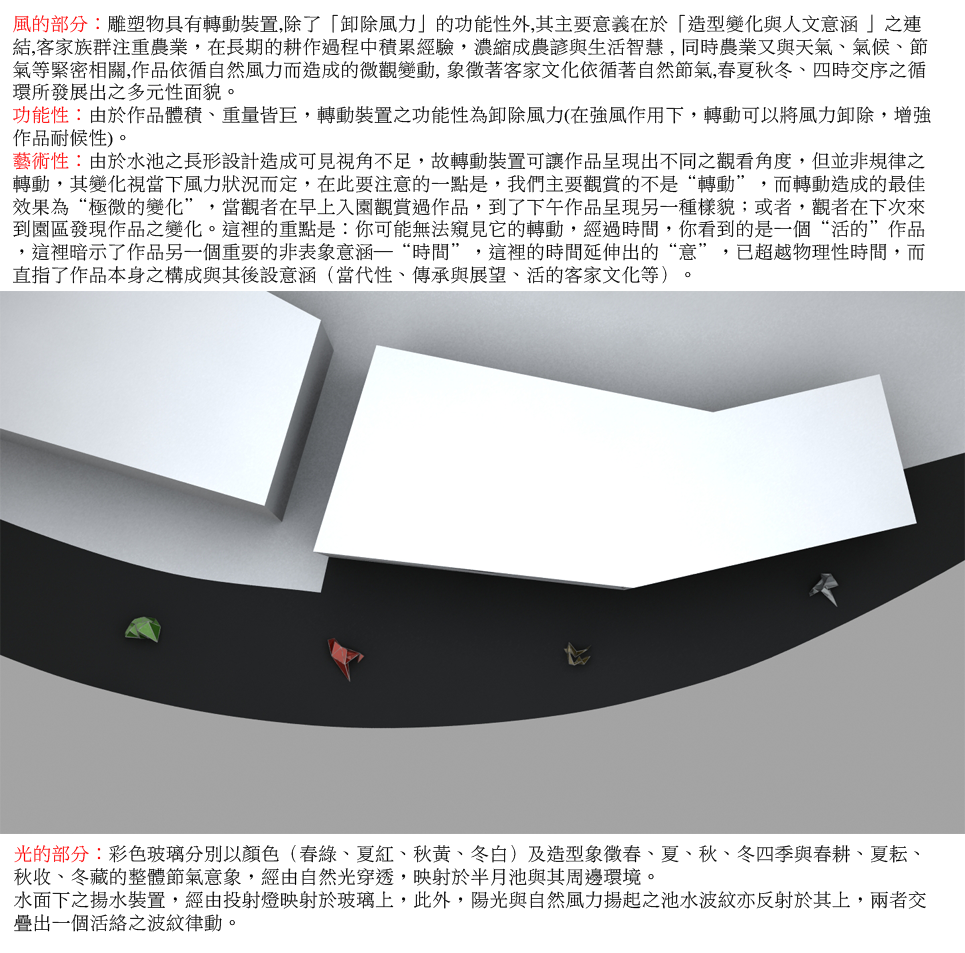 風的部分：雕塑物具有轉動裝置,除了「卸除風力」的功能性外,其主要意義在於「造型變化與人文意涵 」之連
結,客家族群注重農業，在長期的耕作過程中積累經驗，濃縮成農諺與生活智慧 , 同時農業又與天氣、氣候、節
氣等緊密相關,作品依循自然風力而造成的微觀變動, 象徵著客家文化依循著自然節氣,春夏秋冬、四時交序之循
環所發展出之多元性面貌。
功能性：由於作品體積、重量皆巨，轉動裝置之功能性為卸除風力(在強風作用下，轉動可以將風力卸除，增強
作品耐候性)。
藝術性：由於水池之長形設計造成可見視角不足，故轉動裝置可讓作品呈現出不同之觀看角度，但並非規律之
轉動，其變化視當下風力狀況而定，在此要注意的一點是，我們主要觀賞的不是“轉動”，而轉動造成的最佳
效果為“極微的變化”，當觀者在早上入園觀賞過作品，到了下午作品呈現另一種樣貌；或者，觀者在下次來
到園區發現作品之變化。這裡的重點是：你可能無法窺見它的轉動，經過時間，你看到的是一個“活的”作品
，這裡暗示了作品另一個重要的非表象意涵—“時間”，這裡的時間延伸出的“意”，已超越物理性時間，而
直指了作品本身之構成與其後設意涵（當代性、傳承與展望、活的客家文化等）。
光的部分：彩色玻璃分別以顏色（春綠、夏紅、秋黃、冬白）及造型象徵春、夏、秋、冬四季與春耕、夏耘、
秋收、冬藏的整體節氣意象，經由自然光穿透，映射於半月池與其周邊環境。
水面下之揚水裝置，經由投射燈映射於玻璃上，此外，陽光與自然風力揚起之池水波紋亦反射於其上，兩者交
疊出一個活絡之波紋律動。